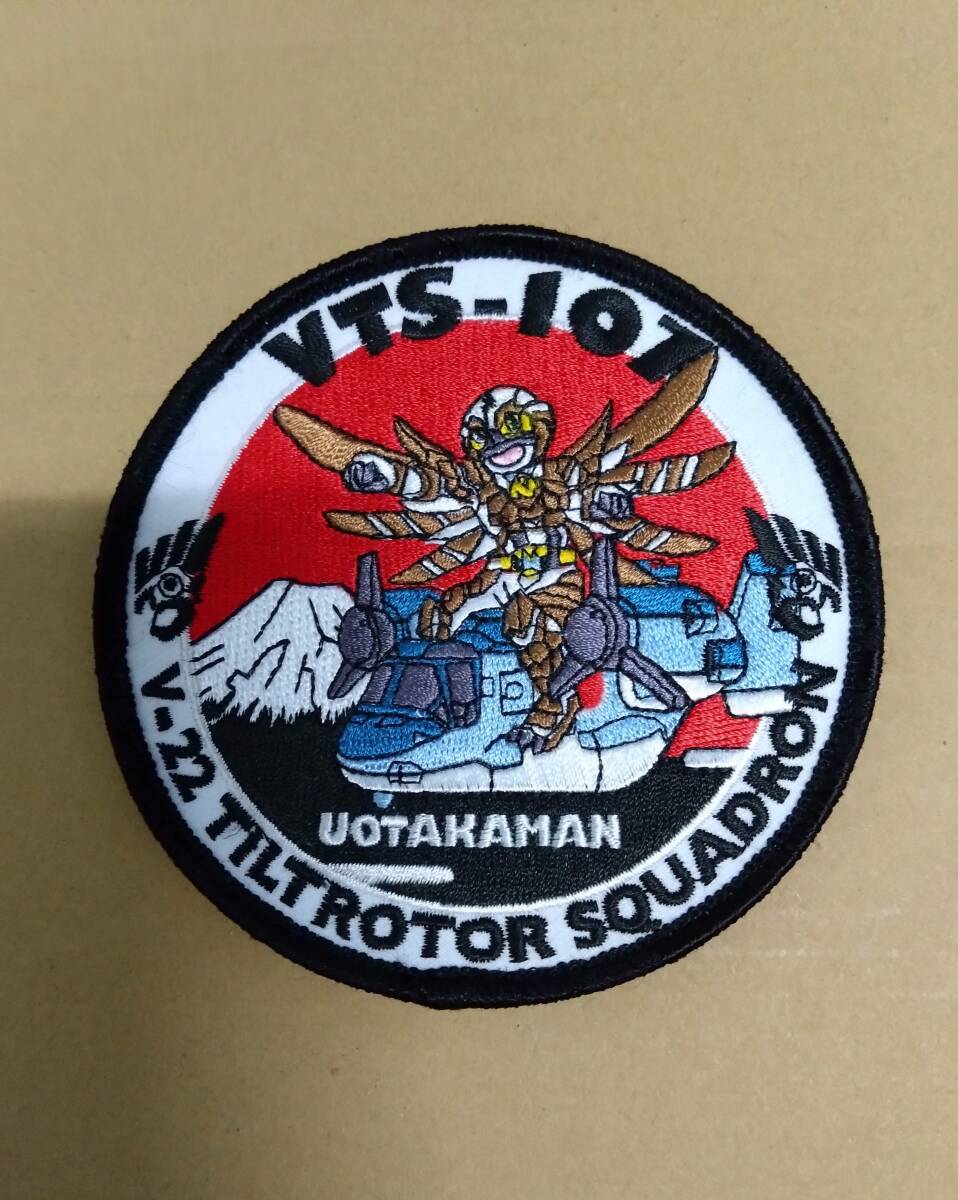 VTS-107
UOTAKAMAN
V-22 TILTROTOR SQUADRON